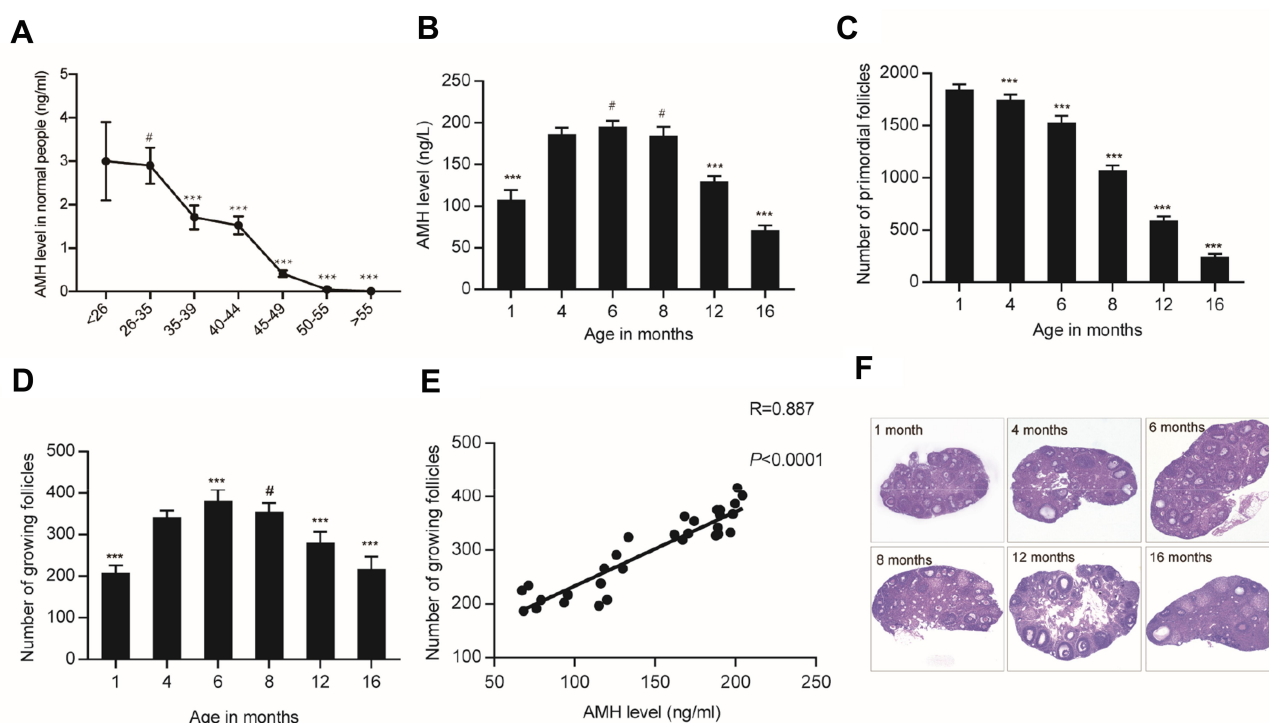 A
AMH level in normal people (ng/ml)
5
4
3
2
1
0
#
***
***
***
***
***
<26
26-35
35-39
40-44
45-49
50-55
>55
B
AMH level (ng/L)
250
200
150
100
50
0
***
#
#
***
***
1 4 6 8 12 16
Age in months
C
Number of primordial follicles
2000
1500
1000
500
0
***
***
***
***
***
1 4 6 8 12 16
Age in months
D
Number of growing follicles
500
400
300
200
100
0
***
***
#
***
***
1 4 6 8 12 16
Age in months
E
R=0.887
P<0.0001
Number of growing follicles
500
400
300
200
100
50 100 150 200 250
AMH level (ng/ml)
F
1 month
4 months
6 months
8 months
12 months
16 months